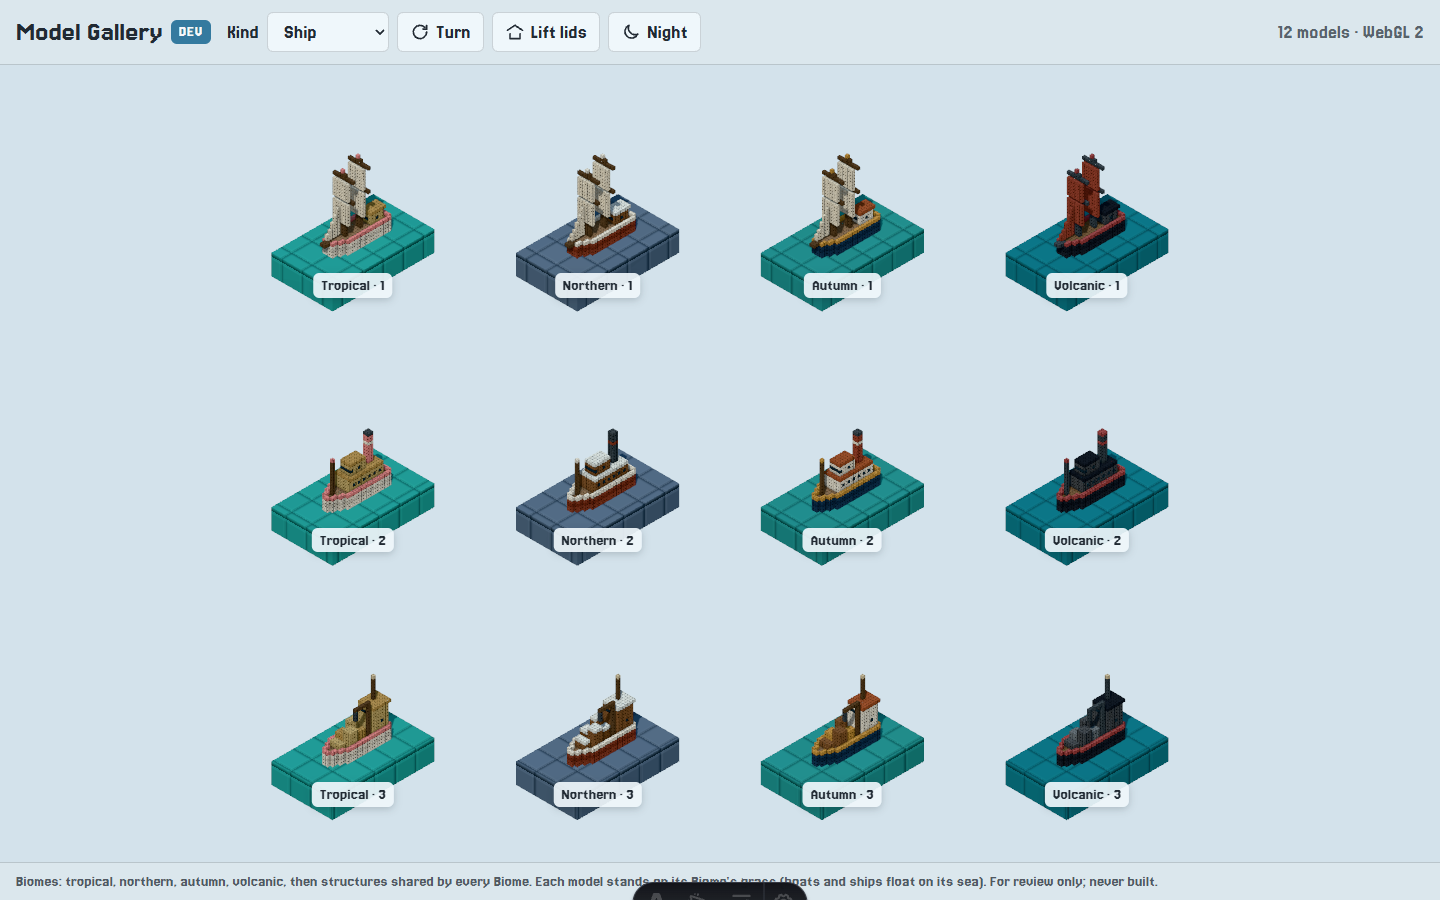 Model Gallery DEV Kind Ship Turn Lift lids Night 12 models · WebGL 2
Tropical · 1 Northern · 1 Autumn · 1 Volcanic · 1
Tropical · 2 Northern · 2 Autumn · 2 Volcanic · 2
Tropical · 3 Northern · 3 Autumn · 3 Volcanic · 3
Biomes: tropical, northern, autumn, volcanic, then structures shared by every Biome. Each model stands on its Biome's grass (boats and ships float on its sea). For review only; never built.